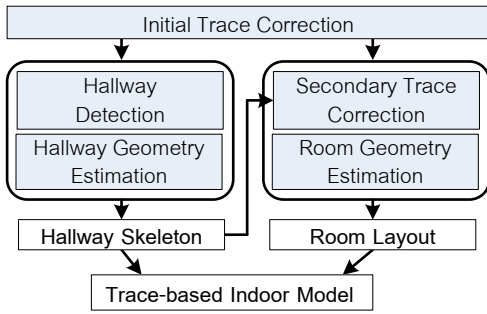 Initial Trace Correction
Hallway
Detection
Hallway Geometry
Estimation
Secondary Trace
Correction
Room Geometry
Estimation
Hallway Skeleton
Room Layout
Trace-based Indoor Model